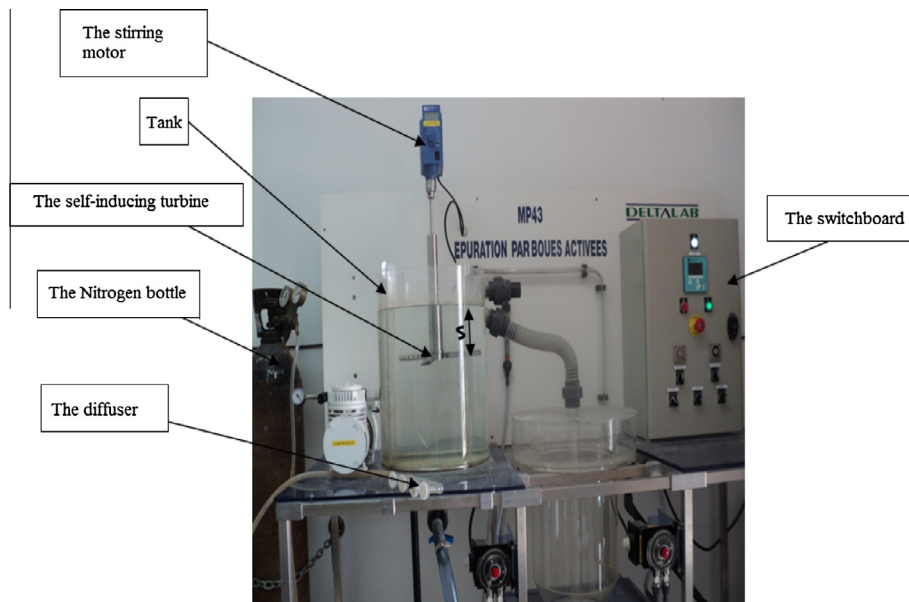 The stirring
motor
Tank
The self-inducing turbine
The Nitrogen bottle
The diffuser
The switchboard
S
MP43
EPURATION PAR BOUES ACTIVEES
DELTALAB